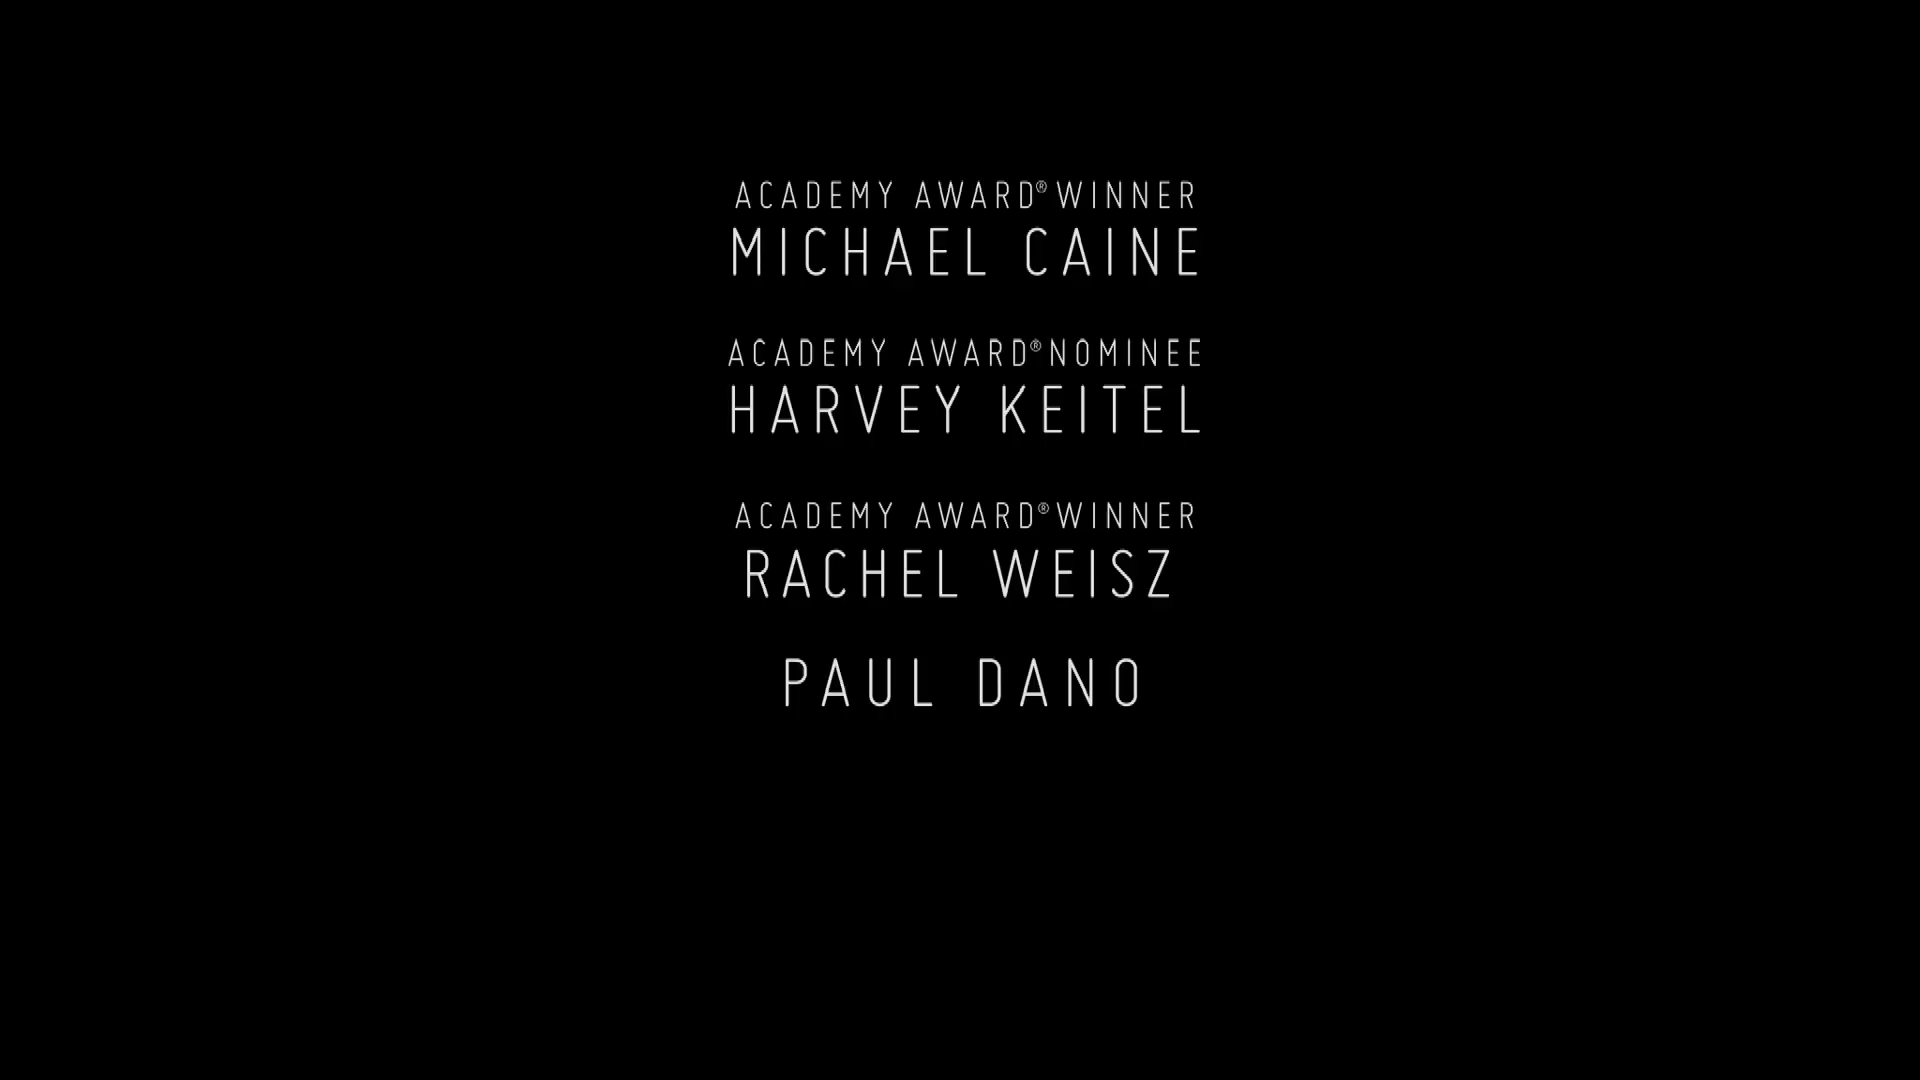 ACADEMY AWARD® WINNER
MICHAEL CAINE
ACADEMY AWARD® NOMINEE
HARVEY KEITEL
ACADEMY AWARD® WINNER
RACHEL WEISZ
PAUL DANO